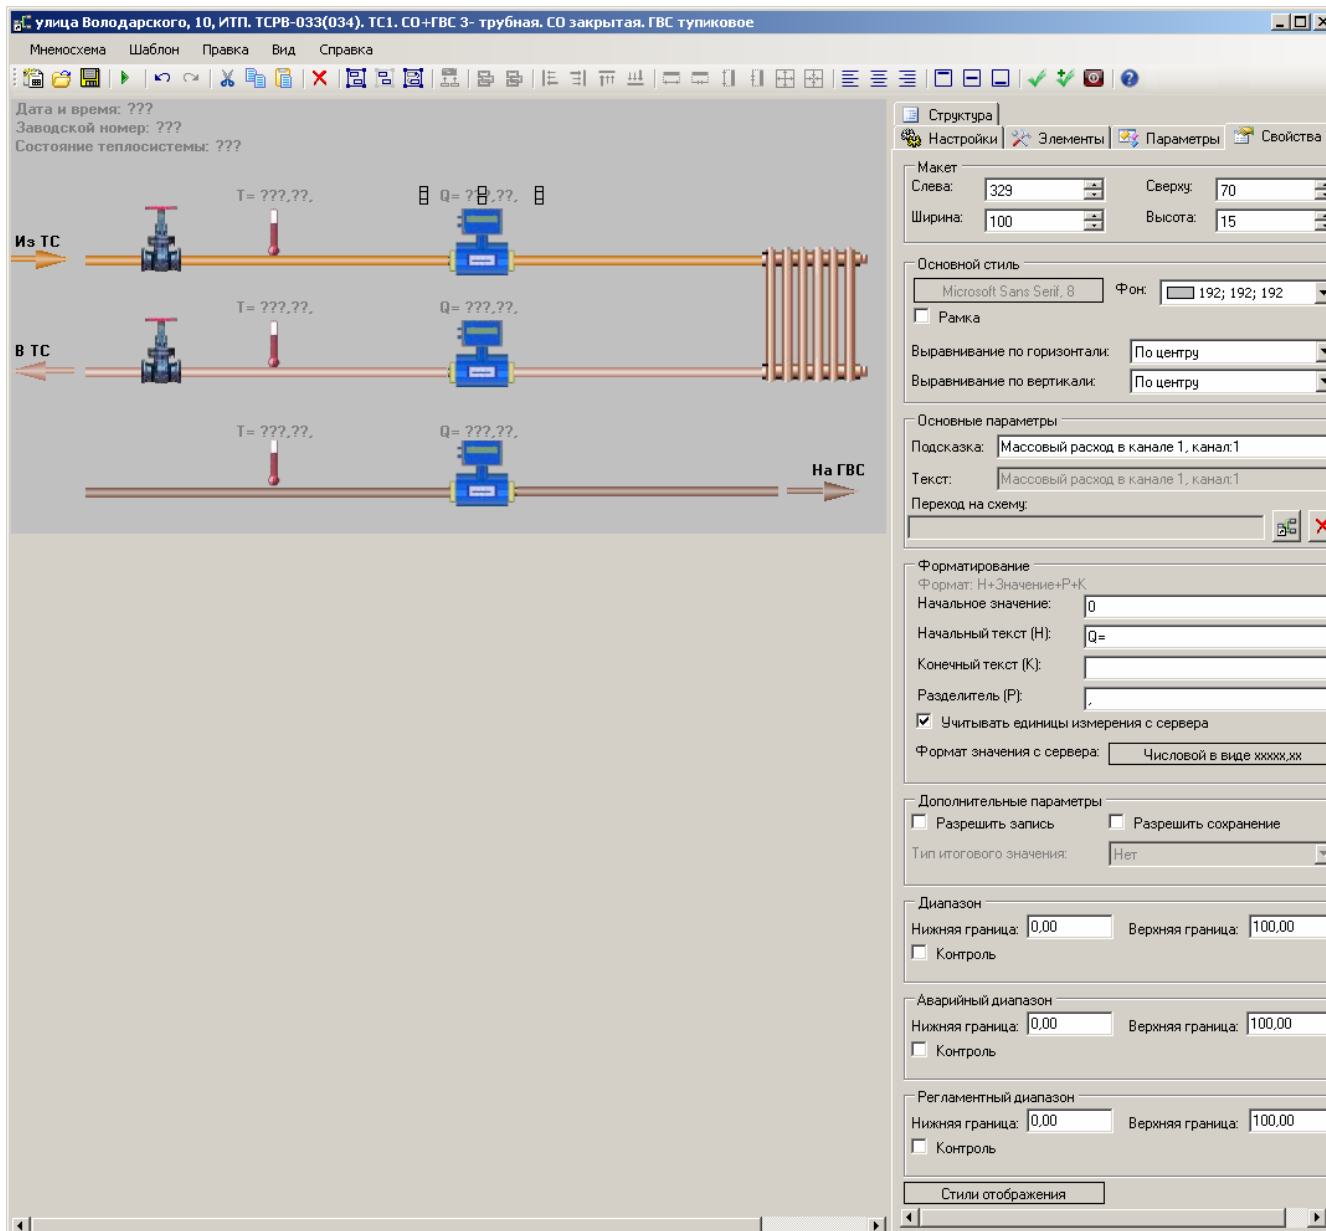 улица Володарского, 10, ИТП. ТСРВ-033(034). ТС1. СО+ГВС 3- трубная. СО закрытая. ГВС тупиковое
Мнемосхема Шаблон Правка Вид Справка
Дата и время: ???
Заводской номер: ???
Состояние теплосистемы: ???
T= ???,??, Q= ???,??,
Из ТС
T= ???,??, Q= ???,??,
В ТС
T= ???,??, Q= ???,??,
На ГВС
Структура
Настройки Элементы Параметры Свойства
Макет
Слева: 329 Сверху: 70
Ширина: 100 Высота: 15
Основной стиль
Microsoft Sans Serif, 8 Фон: 192; 192; 192
Рамка
Выравнивание по горизонтали: По центру
Выравнивание по вертикали: По центру
Основные параметры
Подсказка: Массовый расход в канале 1, канал:1
Текст: Массовый расход в канале 1, канал:1
Переход на схему:
Форматирование
Формат: Н+Значение+Р+К
Начальное значение: 0
Начальный текст (Н): Q=
Конечный текст (К):
Разделитель (Р): ,
Учитывать единицы измерения с сервера
Формат значения с сервера: Числовой в виде xxxxx,xx
Дополнительные параметры
Разрешить запись Разрешить сохранение
Тип итогового значения: Нет
Диапазон
Нижняя граница: 0,00 Верхняя граница: 100,00
Контроль
Аварийный диапазон
Нижняя граница: 0,00 Верхняя граница: 100,00
Контроль
Регламентный диапазон
Нижняя граница: 0,00 Верхняя граница: 100,00
Контроль
Стили отображения